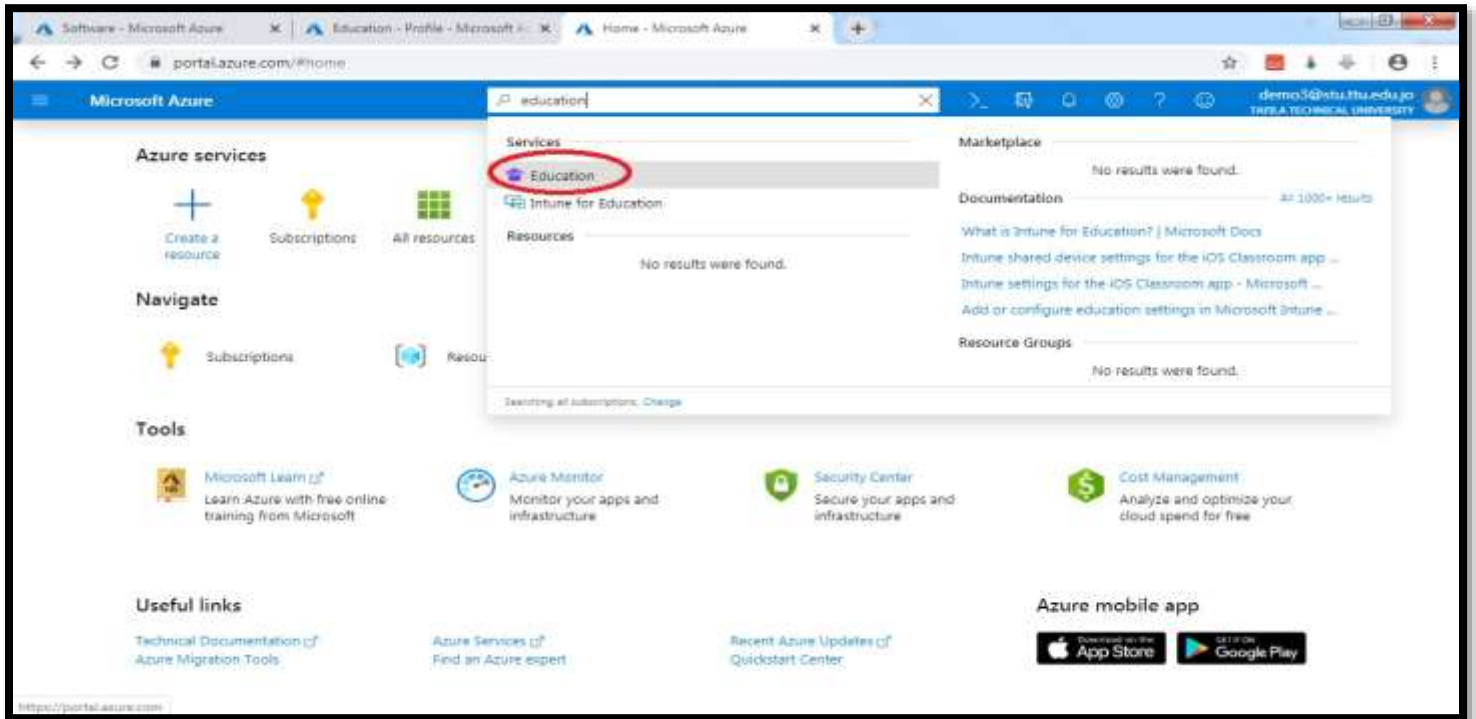 Software - Microsoft Azure
Education - Profile - Microsoft A
Home - Microsoft Azure
portal.azure.com/#home
Microsoft Azure
education
demo3@stu.ttu.edu.jo
TAFILA TECHNICAL UNIVERSITY
Services
Education
Intune for Education
Resources
No results were found.
Marketplace
No results were found.
Documentation
All 1000+ results
What is Intune for Education? | Microsoft Docs
Intune shared device settings for the iOS Classroom app ...
Intune settings for the iOS Classroom app - Microsoft ...
Add or configure education settings in Microsoft Intune ...
Resource Groups
No results were found.
Searching all subscriptions. Change
Azure services
Create a
resource
Subscriptions
All resources
Navigate
Subscriptions
Resou
Tools
Microsoft Learn
Learn Azure with free online
training from Microsoft
Azure Monitor
Monitor your apps and
infrastructure
Security Center
Secure your apps and
infrastructure
Cost Management
Analyze and optimize your
cloud spend for free
Useful links
Technical Documentation
Azure Migration Tools
Azure Services
Find an Azure expert
Recent Azure Updates
Quickstart Center
Azure mobile app
Download on the
App Store
GET IT ON
Google Play
https://portal.azure.com